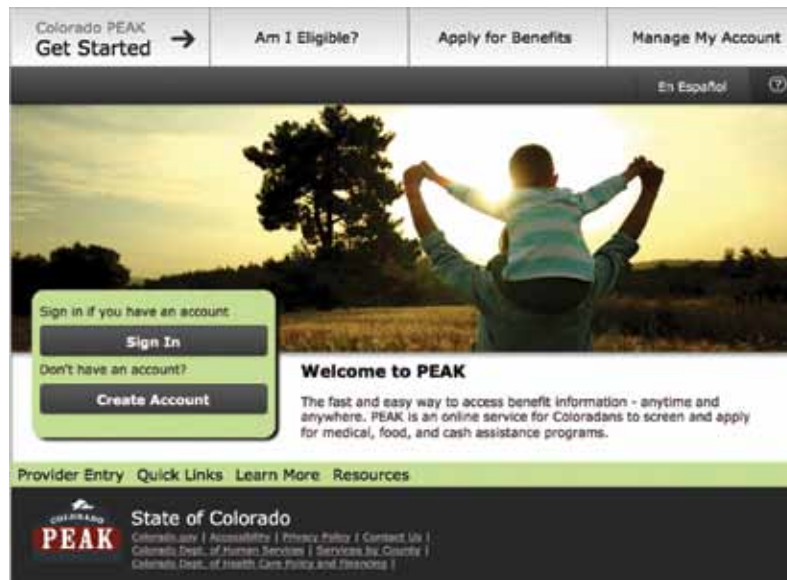 Colorado PEAK
Get Started
Am I Eligible?
Apply for Benefits
Manage My Account
En Español
?
Sign in if you have an account
Sign In
Don't have an account?
Create Account
Welcome to PEAK
The fast and easy way to access benefit information - anytime and
anywhere. PEAK is an online service for Coloradans to screen and apply
for medical, food, and cash assistance programs.
Provider Entry Quick Links Learn More Resources
COLORADO
PEAK
State of Colorado
Colorado.gov | Accessibility | Privacy Policy | Contact Us |
Colorado Dept. of Human Services | Services by County |
Colorado Dept. of Health Care Policy and Financing |